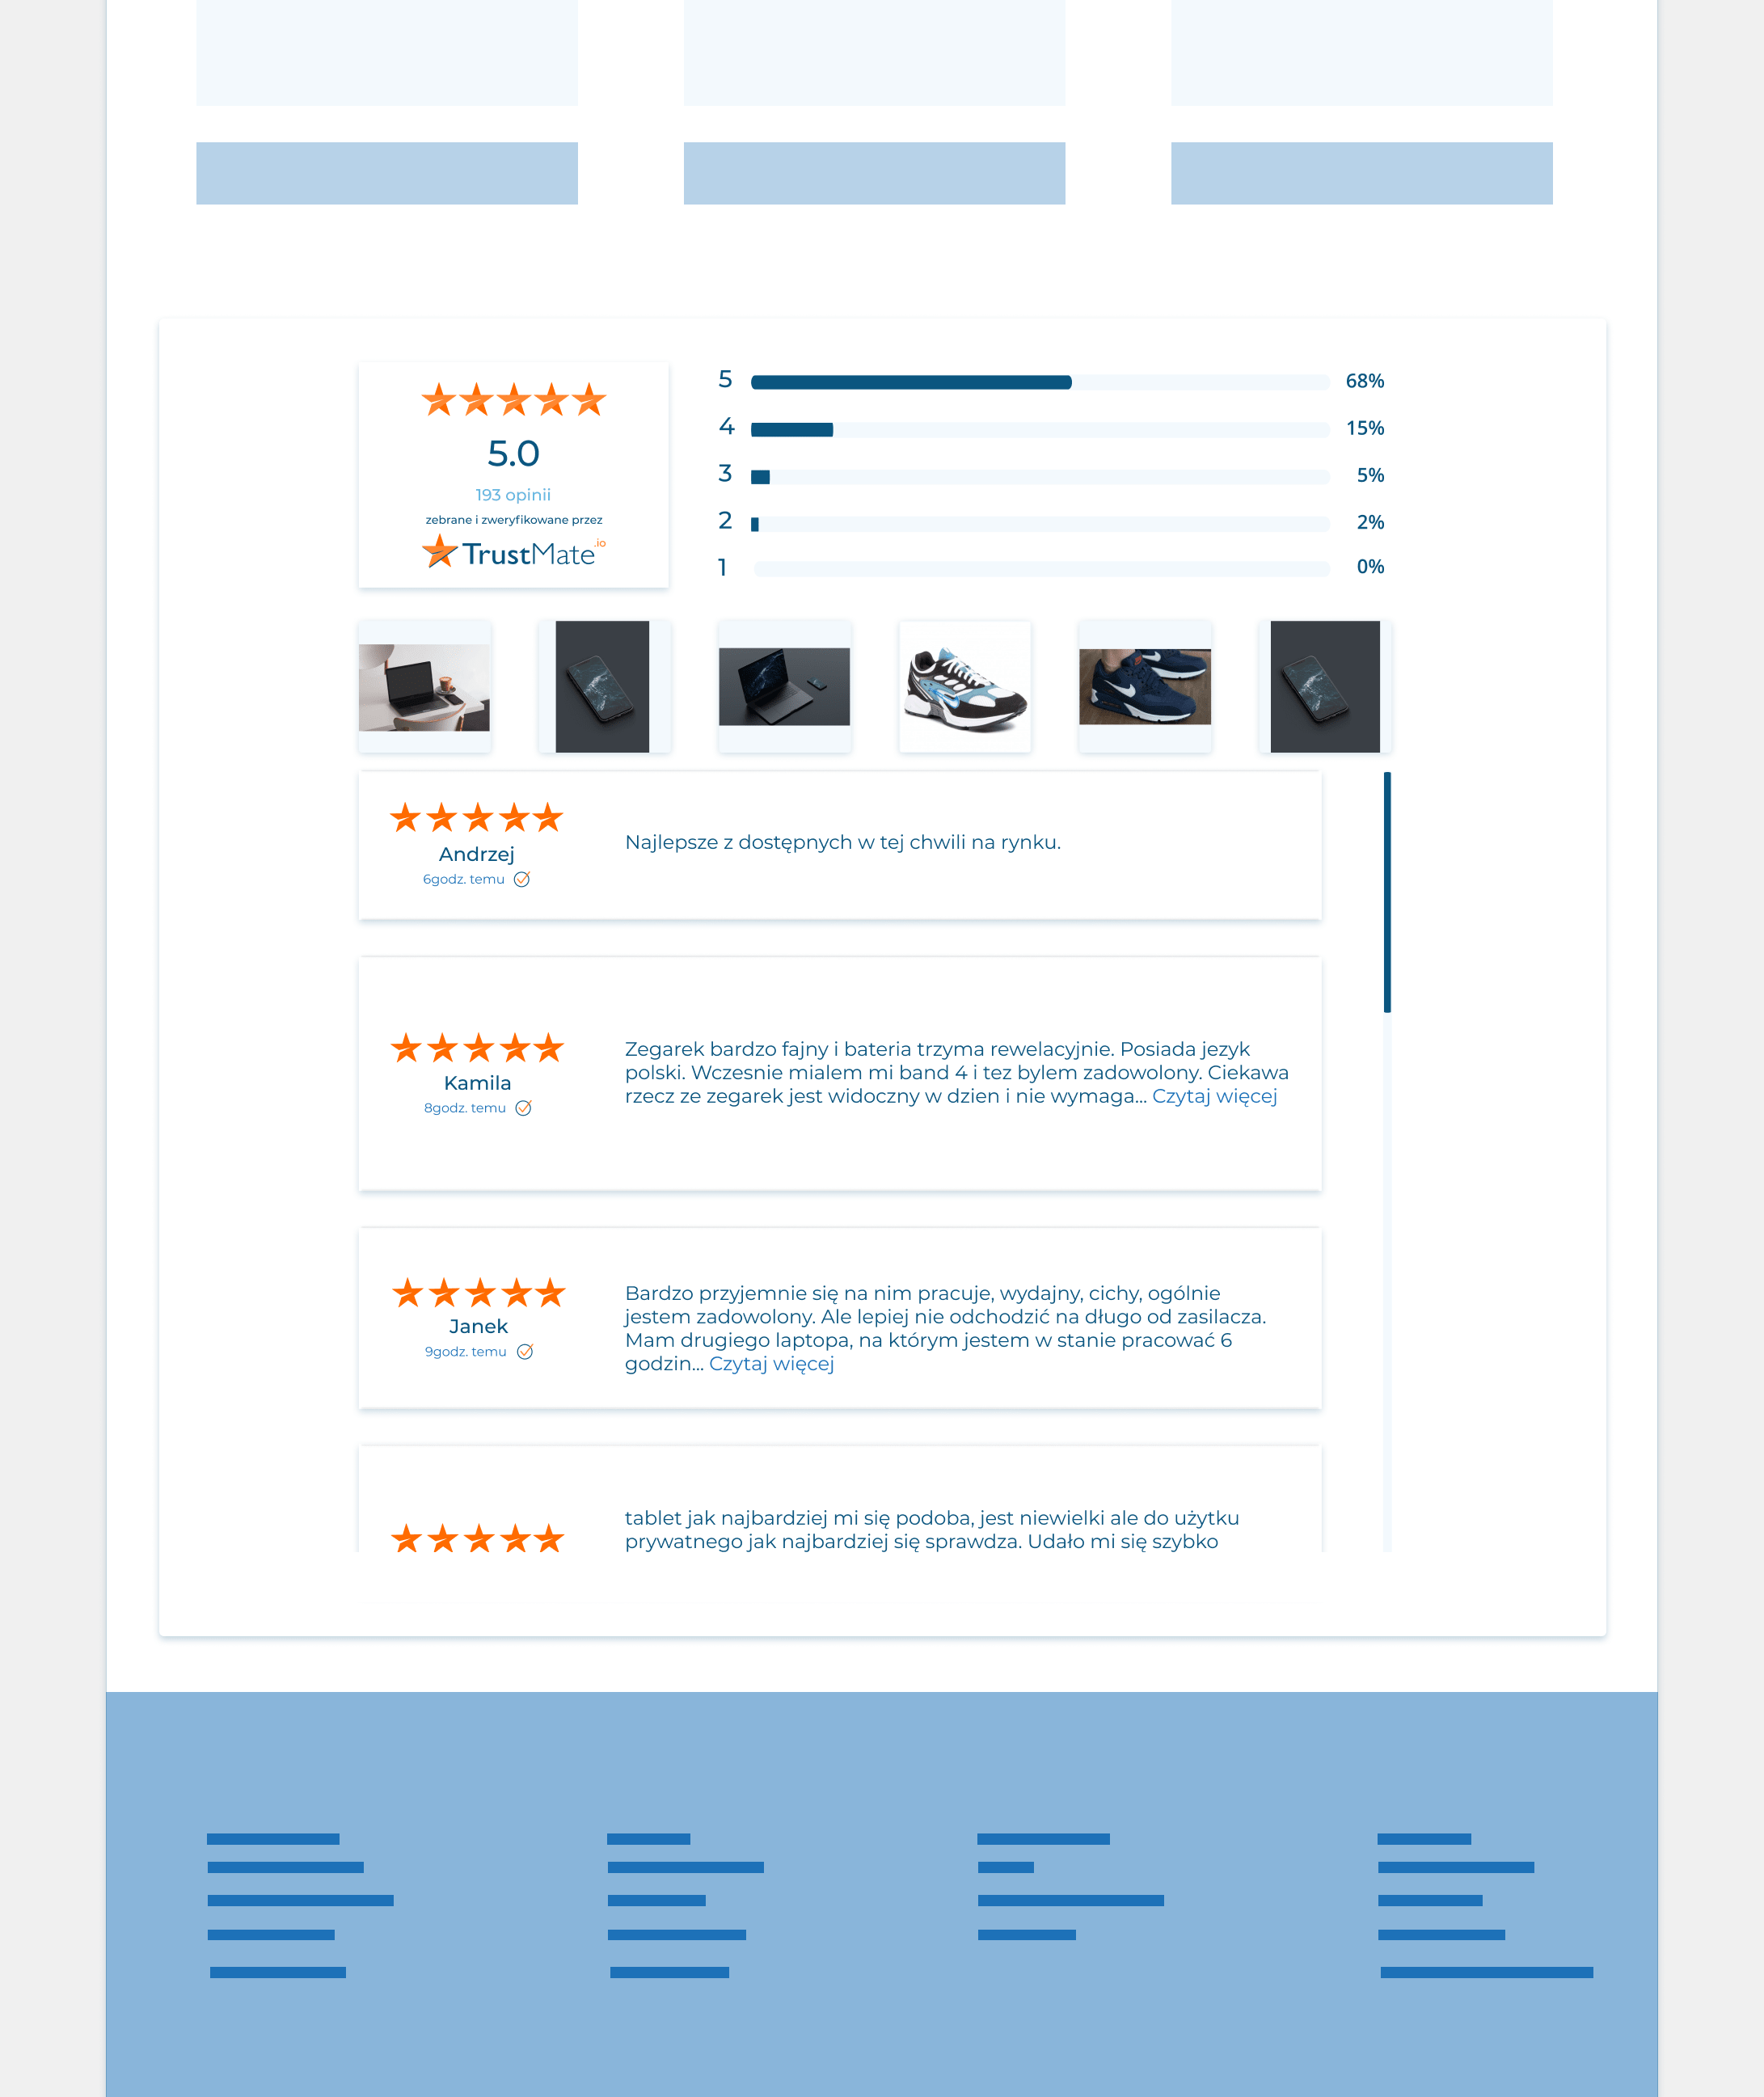 5.0
193 opinii
zebrane i zweryfikowane przez
TrustMate.io
5 68%
4 15%
3 5%
2 2%
1 0%
Andrzej
6godz. temu
Najlepsze z dostępnych w tej chwili na rynku.
Kamila
8godz. temu
Zegarek bardzo fajny i bateria trzyma rewelacyjnie. Posiada jezyk
polski. Wczesnie mialem mi band 4 i tez bylem zadowolony. Ciekawa
rzecz ze zegarek jest widoczny w dzien i nie wymaga... Czytaj więcej
Janek
9godz. temu
Bardzo przyjemnie się na nim pracuje, wydajny, cichy, ogólnie
jestem zadowolony. Ale lepiej nie odchodzić na długo od zasilacza.
Mam drugiego laptopa, na którym jestem w stanie pracować 6
godzin... Czytaj więcej
tablet jak najbardziej mi się podoba, jest niewielki ale do użytku
prywatnego jak najbardziej się sprawdza. Udało mi się szybko